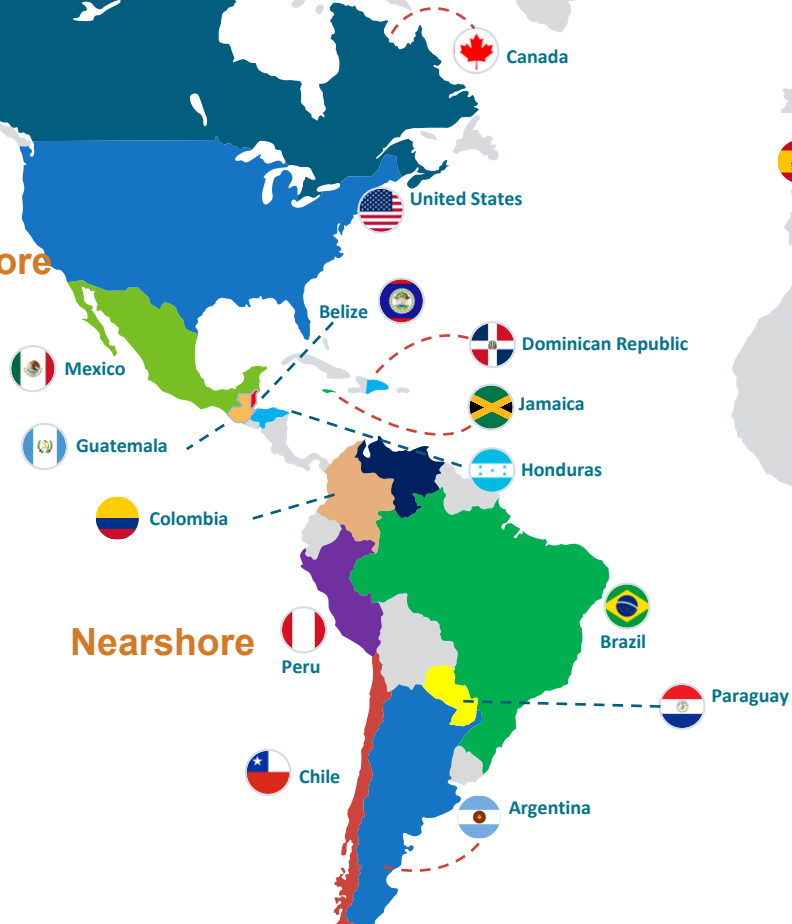 Canada
United States
ore
Belize
Dominican Republic
Mexico
Jamaica
Guatemala
Honduras
Colombia
Nearshore
Brazil
Peru
Paraguay
Chile
Argentina